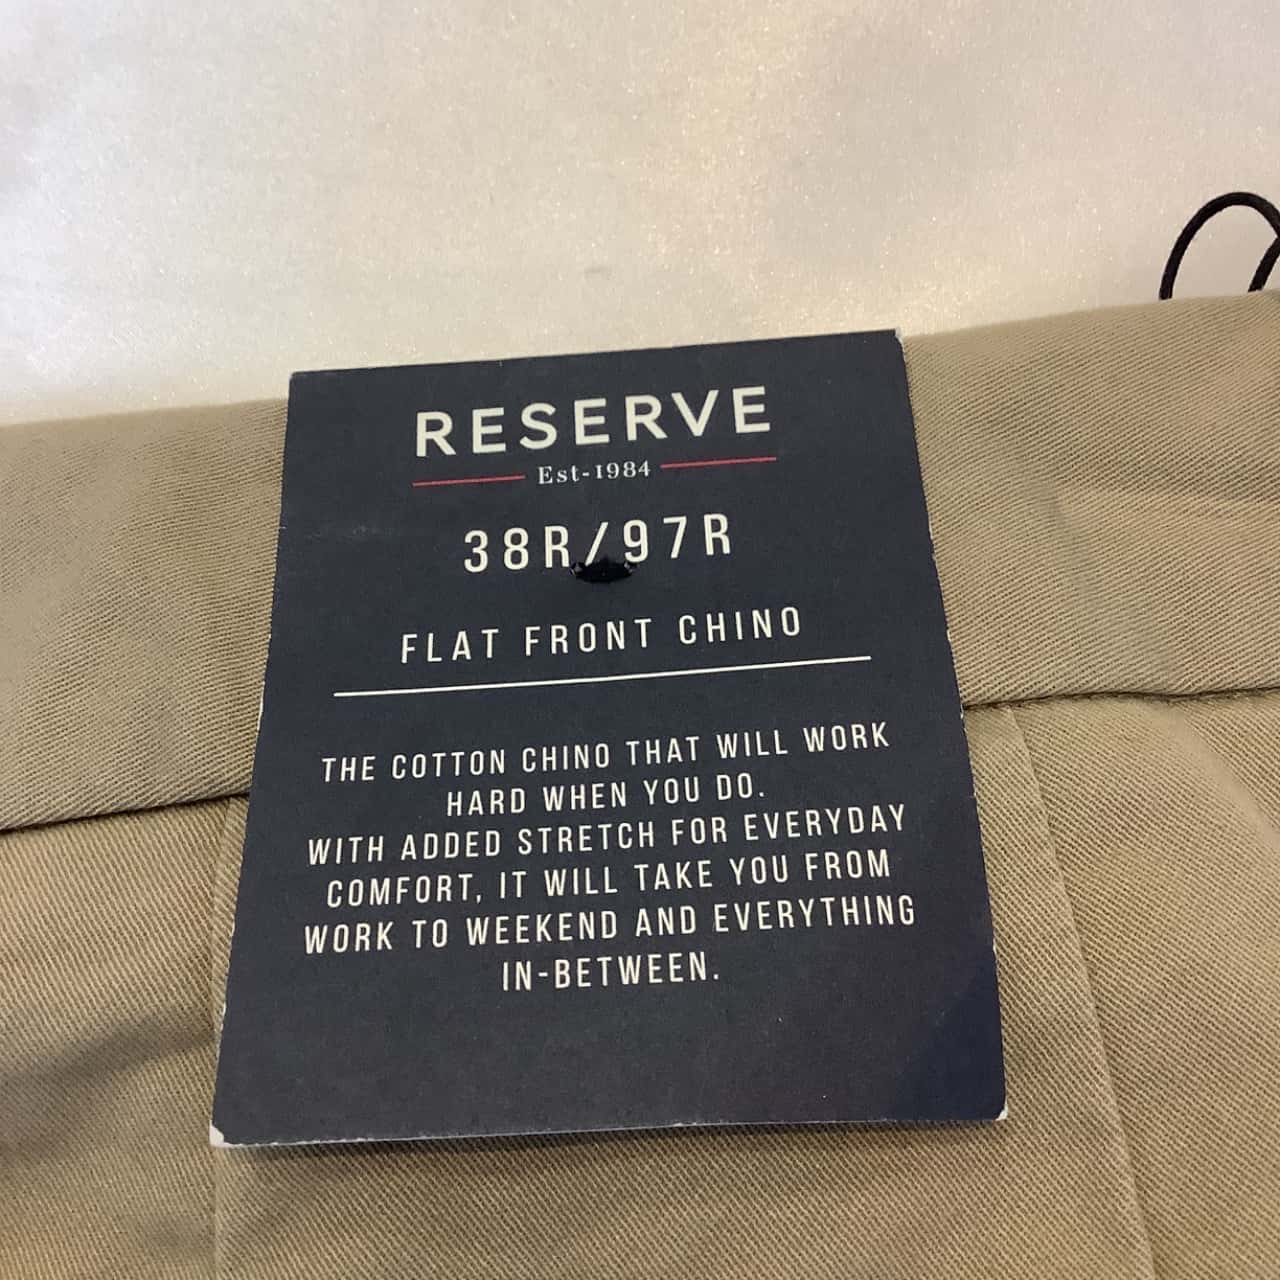 RESERVE
Est-1984
38R/97R
FLAT FRONT CHINO
THE COTTON CHINO THAT WILL WORK
HARD WHEN YOU DO.
WITH ADDED STRETCH FOR EVERYDAY
COMFORT, IT WILL TAKE YOU FROM
WORK TO WEEKEND AND EVERYTHING
IN-BETWEEN.